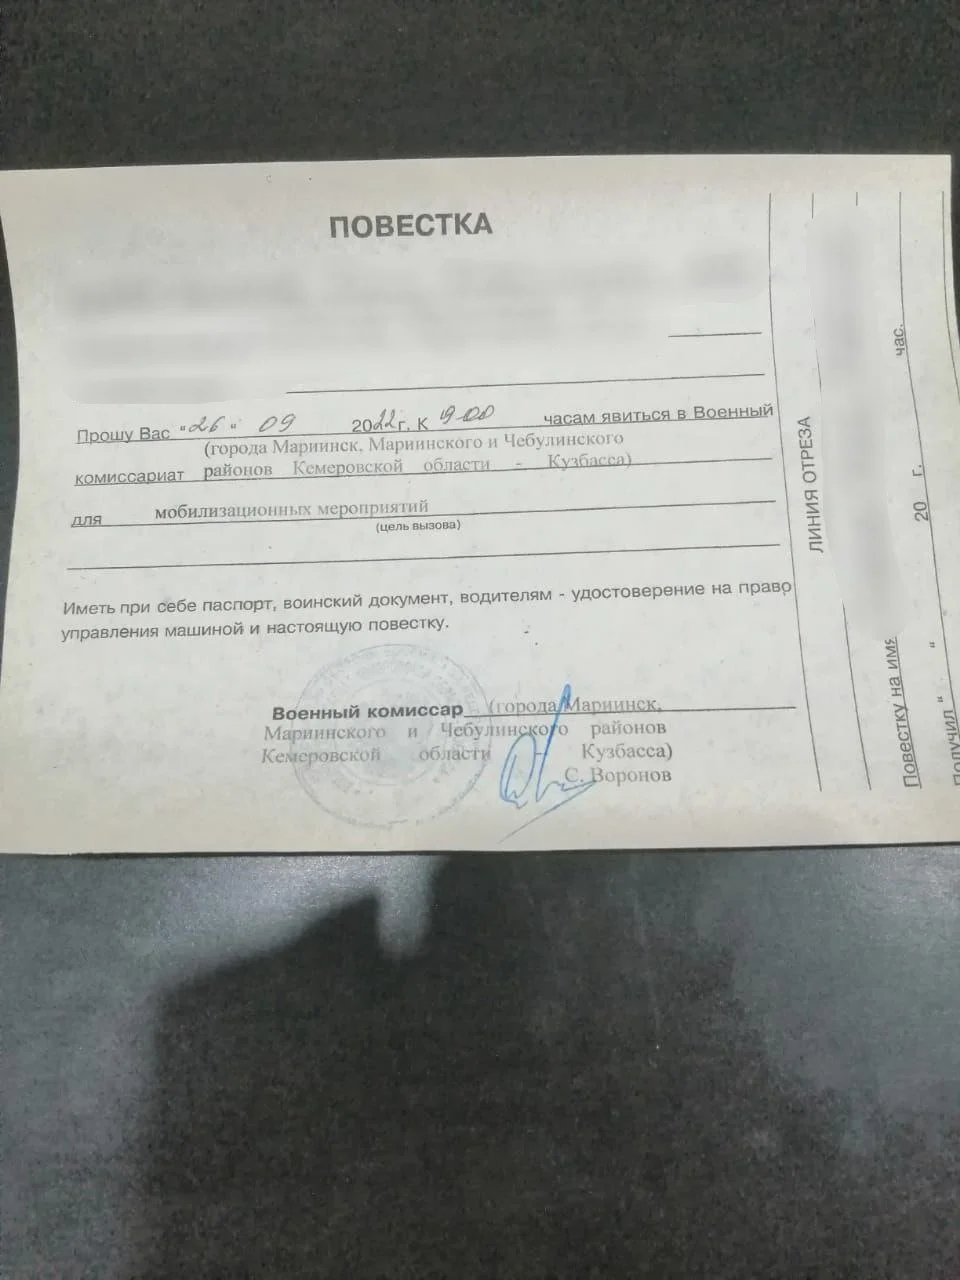 ПОВЕСТКА
Прошу Вас "26" 09 2022г. К 9-00 часам явиться в Военный
(города Мариинск, Мариинского и Чебулинского
комиссариат районов Кемеровской области - Кузбасса)
для мобилизационных мероприятий
(цель вызова)
Иметь при себе паспорт, воинский документ, водителям - удостоверение на право
управления машиной и настоящую повестку.
Военный комиссар (города Мариинск,
Мариинского и Чебулинского районов
Кемеровской области Кузбасса)
С. Воронов
ЛИНИЯ ОТРЕЗА
Повестку на имя
Получил " "
20 г.
час.